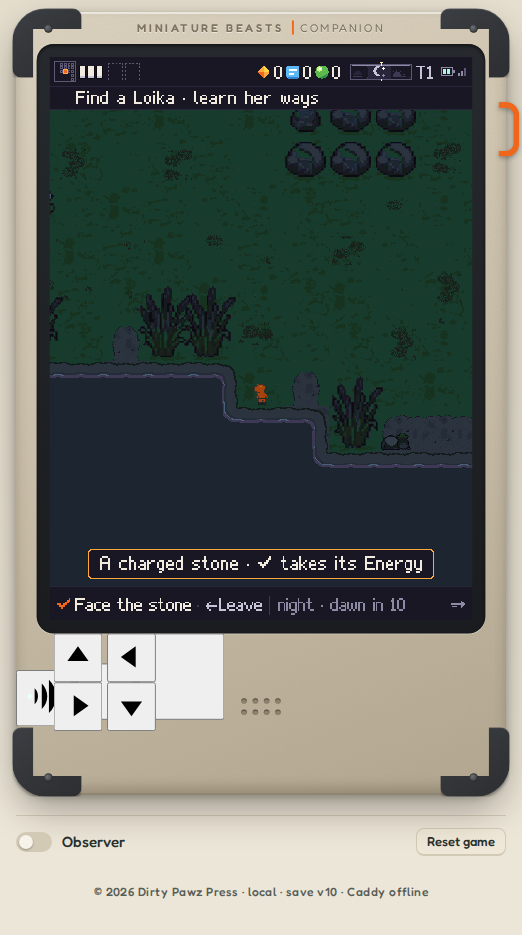 MINIATURE BEASTS | COMPANION
0 0 0 T1
Find a Loika · learn her ways
A charged stone · ✓ takes its Energy
✓ Face the stone · ←Leave | night · dawn in 10 →
Observer
Reset game
© 2026 Dirty Pawz Press · local · save v10 · Caddy offline